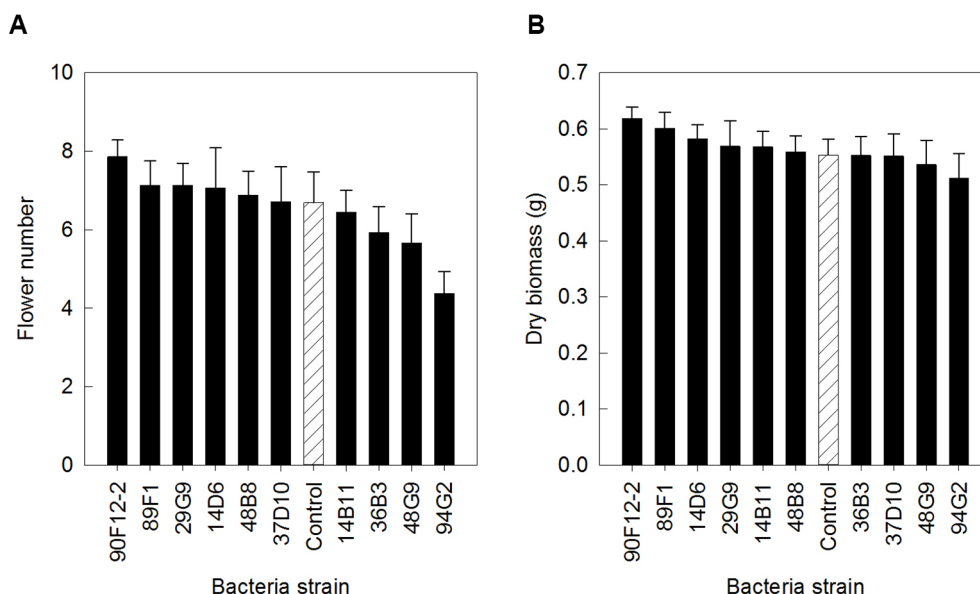 A
Flower number
10
8
6
4
2
0
90F12-2
89F1
29G9
14D6
48B8
37D10
Control
14B11
36B3
48G9
94G2
Bacteria strain
B
Dry biomass (g)
0.7
0.6
0.5
0.4
0.3
0.2
0.1
0.0
90F12-2
89F1
14D6
29G9
14B11
48B8
Control
36B3
37D10
48G9
94G2
Bacteria strain